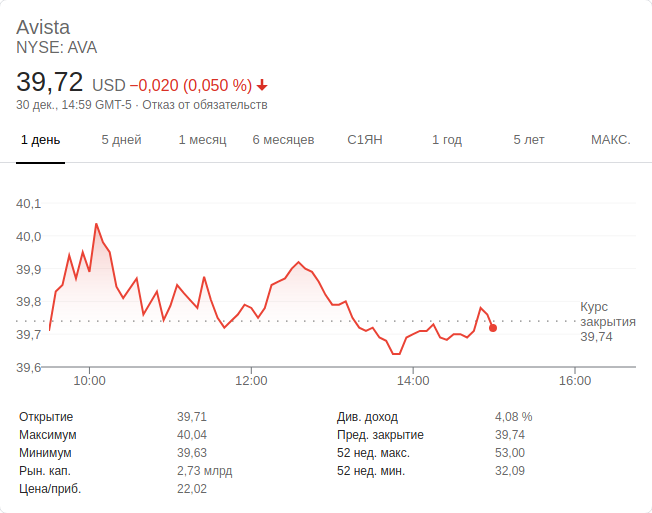 Avista
NYSE: AVA
39,72 USD −0,020 (0,050 %)
30 дек., 14:59 GMT-5 · Отказ от обязательств
1 день 5 дней 1 месяц 6 месяцев С1ЯН 1 год 5 лет МАКС.
40,1
40,0
39,9
39,8
39,7
39,6
Курс
закрытия
39,74
10:00 12:00 14:00 16:00
Открытие 39,71 Див. доход 4,08 %
Максимум 40,04 Пред. закрытие 39,74
Минимум 39,63 52 нед. макс. 53,00
Рын. кап. 2,73 млрд 52 нед. мин. 32,09
Цена/приб. 22,02